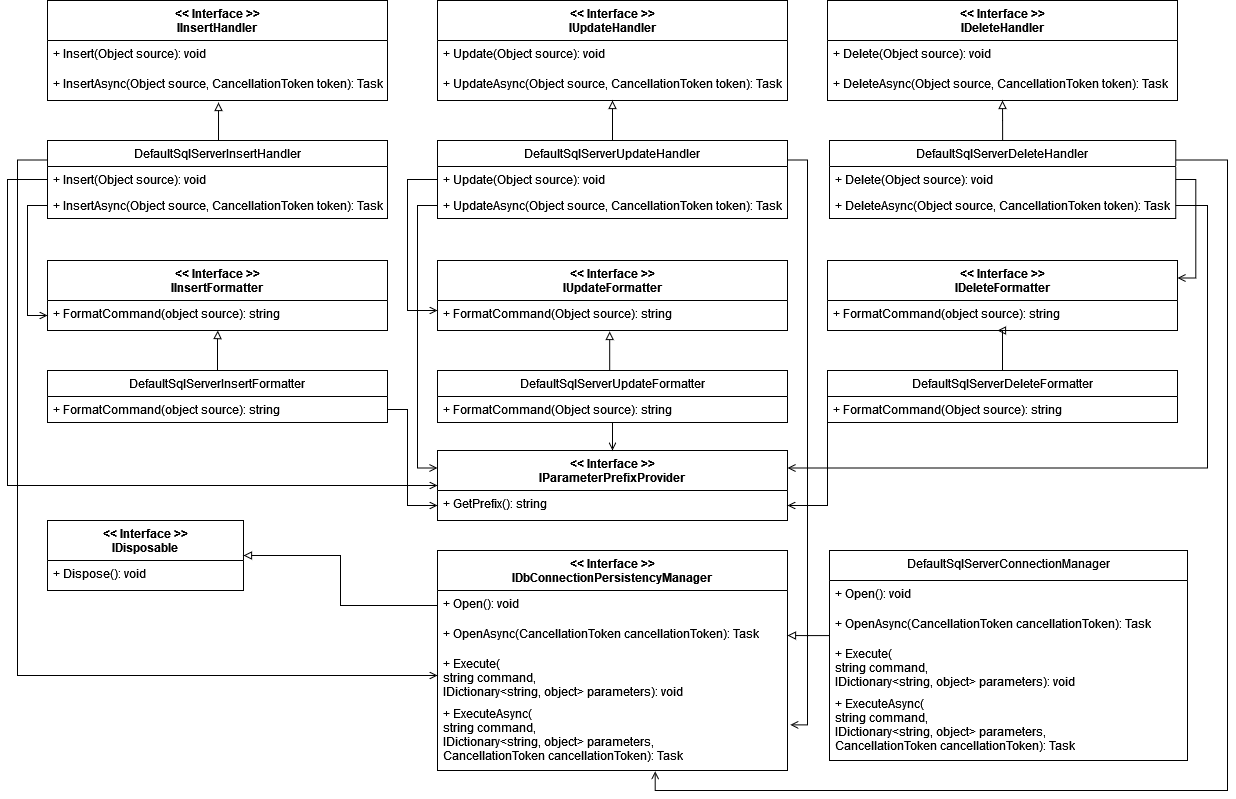 << Interface >>
IInsertHandler
+ Insert(Object source): void
+ InsertAsync(Object source, CancellationToken token): Task
<< Interface >>
IUpdateHandler
+ Update(Object source): void
+ UpdateAsync(Object source, CancellationToken token): Task
<< Interface >>
IDeleteHandler
+ Delete(Object source): void
+ DeleteAsync(Object source, CancellationToken token): Task
DefaultSqlServerInsertHandler
+ Insert(Object source): void
+ InsertAsync(Object source, CancellationToken token): Task
DefaultSqlServerUpdateHandler
+ Update(Object source): void
+ UpdateAsync(Object source, CancellationToken token): Task
DefaultSqlServerDeleteHandler
+ Delete(Object source): void
+ DeleteAsync(Object source, CancellationToken token): Task
<< Interface >>
IInsertFormatter
+ FormatCommand(object source): string
<< Interface >>
IUpdateFormatter
+ FormatCommand(Object source): string
<< Interface >>
IDeleteFormatter
+ FormatCommand(object source): string
DefaultSqlServerInsertFormatter
+ FormatCommand(object source): string
DefaultSqlServerUpdateFormatter
+ FormatCommand(Object source): string
DefaultSqlServerDeleteFormatter
+ FormatCommand(Object source): string
<< Interface >>
IParameterPrefixProvider
+ GetPrefix(): string
<< Interface >>
IDisposable
+ Dispose(): void
<< Interface >>
IDbConnectionPersistencyManager
+ Open(): void
+ OpenAsync(CancellationToken cancellationToken): Task
+ Execute(
string command,
IDictionary<string, object> parameters): void
+ ExecuteAsync(
string command,
IDictionary<string, object> parameters,
CancellationToken cancellationToken): Task
DefaultSqlServerConnectionManager
+ Open(): void
+ OpenAsync(CancellationToken cancellationToken): Task
+ Execute(
string command,
IDictionary<string, object> parameters): void
+ ExecuteAsync(
string command,
IDictionary<string, object> parameters,
CancellationToken cancellationToken): Task